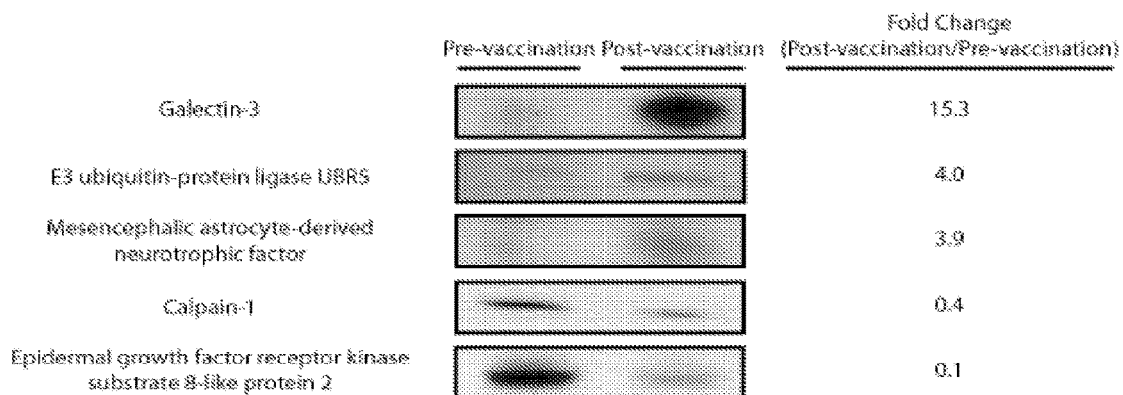 Fold Change
Pre-vaccination Post-vaccination (Post-vaccination/Pre-vaccination)
Galectin-3 15.3
E3 ubiquitin-protein ligase UBR5 4.0
Mesencephalic astrocyte-derived
neurotrophic factor 3.9
Calpain-1 0.4
Epidermal growth factor receptor kinase
substrate 8-like protein 2 0.1